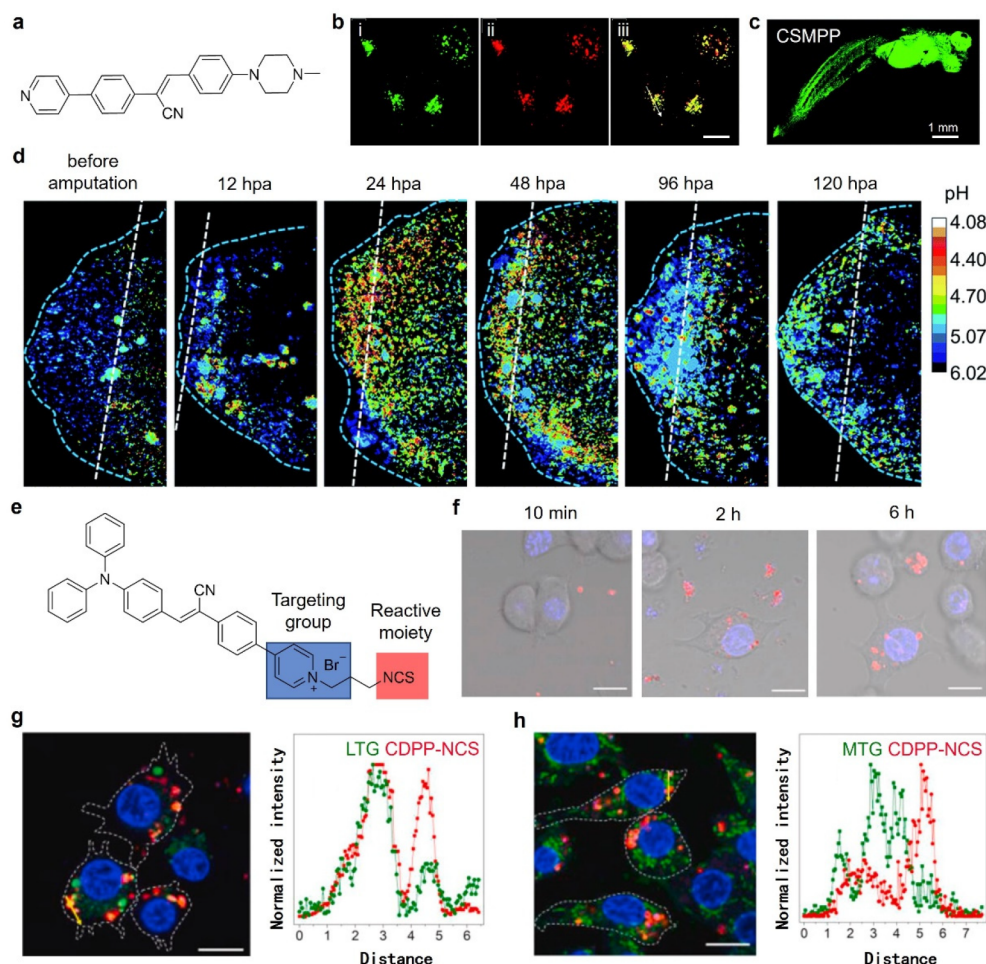 a
N
N
N
CN
b
i
ii
iii
c
CSMPP
1 mm
d
before
amputation
12 hpa
24 hpa
48 hpa
96 hpa
120 hpa
pH
4.08
4.40
4.70
5.07
6.02
e
N
CN
Targeting
group
Reactive
moiety
Br⁻
N
+
NCS
f
10 min
2 h
6 h
g
Normalized intensity
LTG CDPP-NCS
0 1 2 3 4 5 6
Distance
h
Normalized intensity
MTG CDPP-NCS
0 1 2 3 4 5 6 7
Distance